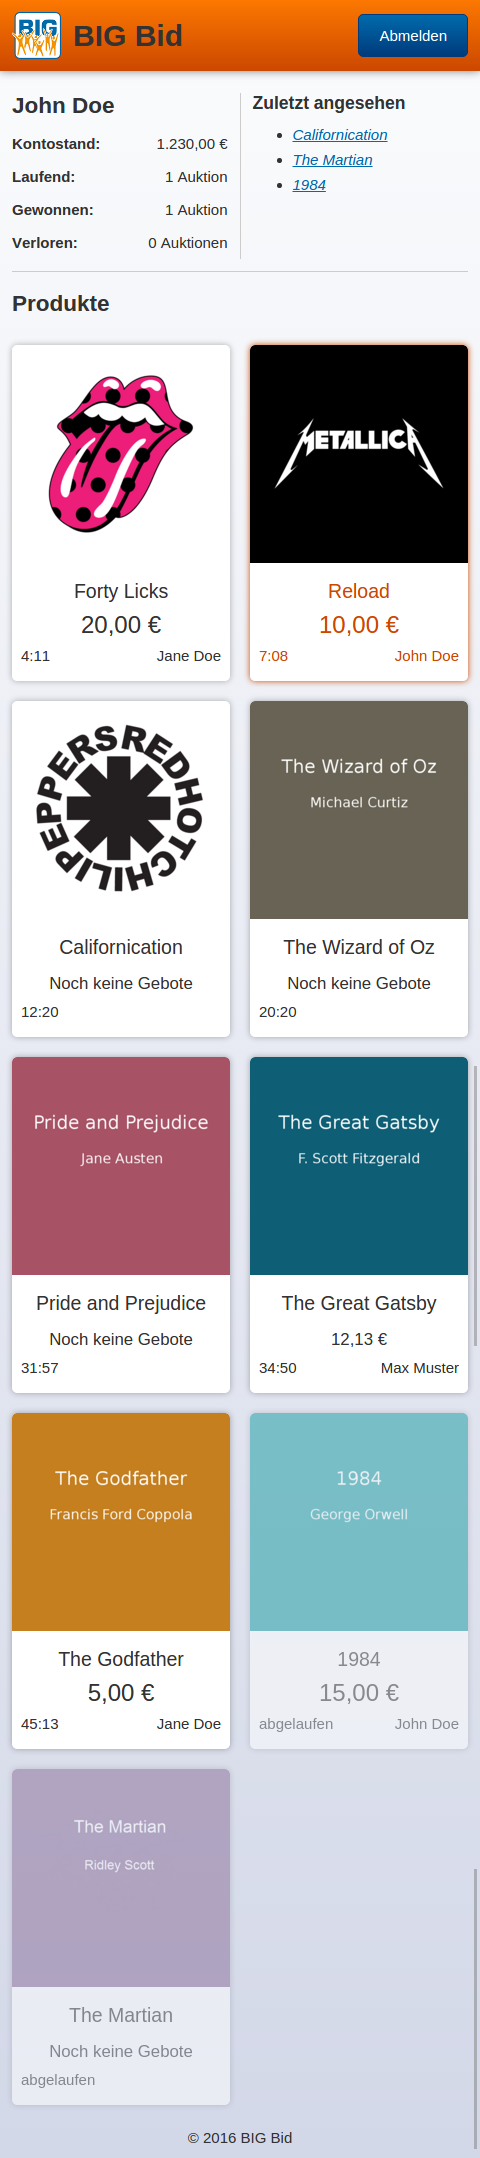 BIG
BIG Bid
Abmelden
John Doe
Kontostand: 1.230,00 €
Laufend: 1 Auktion
Gewonnen: 1 Auktion
Verloren: 0 Auktionen
Zuletzt angesehen
Californication
The Martian
1984
Produkte
Forty Licks
20,00 €
4:11 Jane Doe
METALLICA
Reload
10,00 €
7:08 John Doe
RED HOT CHILI PEPPERS
Californication
Noch keine Gebote
12:20
The Wizard of Oz
Michael Curtiz
The Wizard of Oz
Noch keine Gebote
20:20
Pride and Prejudice
Jane Austen
Pride and Prejudice
Noch keine Gebote
31:57
The Great Gatsby
F. Scott Fitzgerald
The Great Gatsby
12,13 €
34:50 Max Muster
The Godfather
Francis Ford Coppola
The Godfather
5,00 €
45:13 Jane Doe
1984
George Orwell
1984
15,00 €
abgelaufen John Doe
The Martian
Ridley Scott
The Martian
Noch keine Gebote
abgelaufen
© 2016 BIG Bid